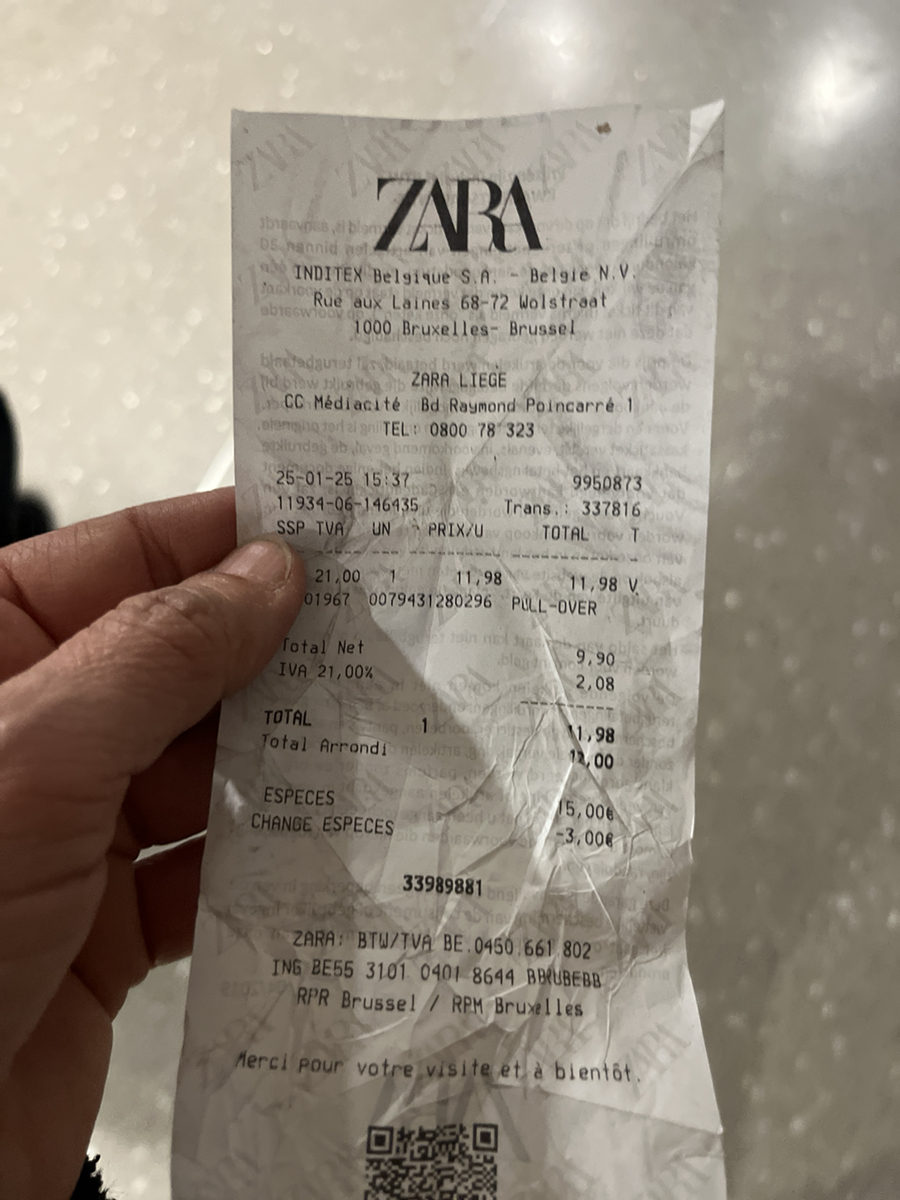 ZARA
INDITEX Belgique S.A. - Belgie N.V.
Rue aux Laines 68-72 Wolstraat
1000 Bruxelles- Brussel
ZARA LIEGE
CC Médiacité Bd Raymond Poincarré 1
TEL: 0800 78 323
25-01-25 15:37 9950873
11934-06-146435 Trans.: 337816
SSP TVA UN PRIX/U TOTAL T
21,00 1 11,98 11,98 V
01967 0079431280296 PULL-OVER
Total Net 9,90
IVA 21,00% 2,08
TOTAL 1 11,98
Total Arrondi 12,00
ESPECES 15,00€
CHANGE ESPECES -3,00€
33989881
ZARA: BTW/TVA BE.0450.661.802
ING BE55 3101 0401 8644 BBRUBEBB
RPR Brussel / RPM Bruxelles
Merci pour votre visite et à bientôt.